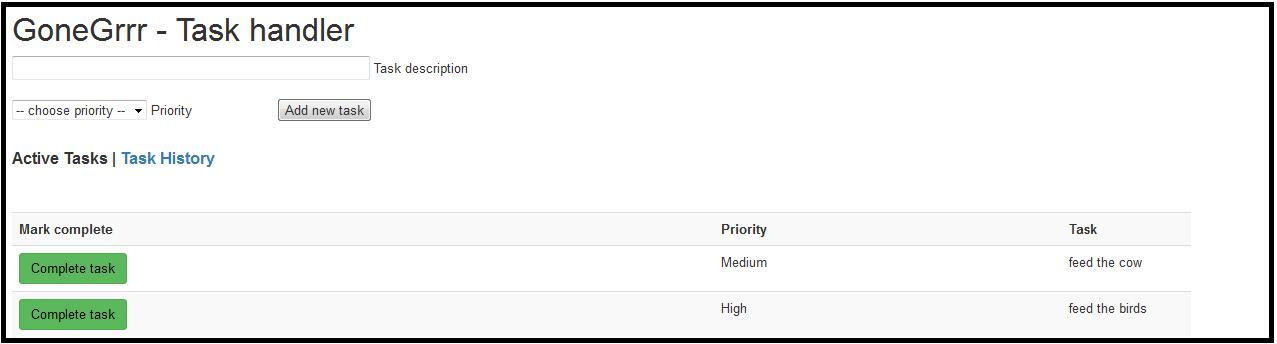 GoneGrrr - Task handler
Task description
-- choose priority -- Priority Add new task
Active Tasks | Task History
Mark complete Priority Task
Complete task Medium feed the cow
Complete task High feed the birds